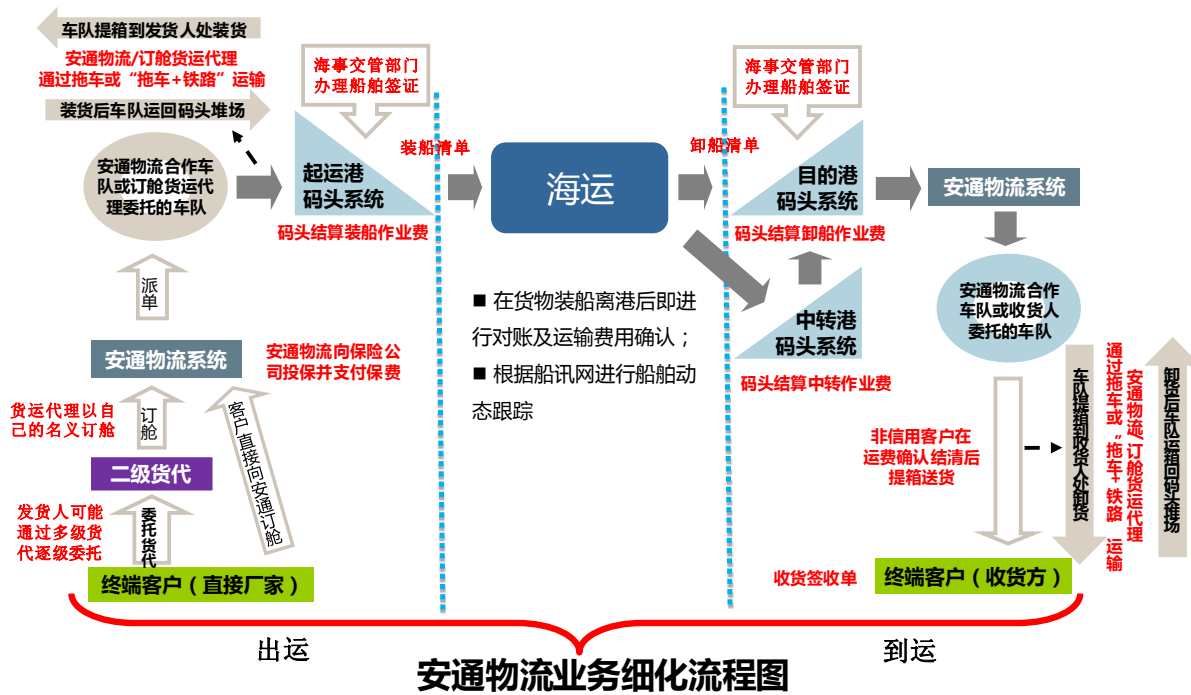 车队提箱到发货人处装货
安通物流/订舱货运代理
通过拖车或“拖车+铁路”运输
装货后车队运回码头堆场
安通物流合作车
队或订舱货运代
理委托的车队
派单
安通物流系统
安通物流向保险公
司投保并支付保费
货运代理以自
己的名义订舱
订舱
客户直接向安通订舱
二级货代
发货人可能
通过多级货
代逐级委托
委托货代
终端客户（直接厂家）
海事交管部门
办理船舶签证
起运港
码头系统
装船清单
码头结算装船作业费
海运
■ 在货物装船离港后即进
行对账及运输费用确认；
■ 根据船讯网进行船舶动
态跟踪
海事交管部门
办理船舶签证
卸船清单
目的港
码头系统
码头结算卸船作业费
中转港
码头系统
码头结算中转作业费
安通物流系统
安通物流合作
车队或收货人
委托的车队
非信用客户在
运费确认结清后
提箱送货
车队提箱到收货人处卸货
安通物流/订舱货运代理
通过拖车或“拖车+铁路 运输
卸货后车队运箱回码头堆场
收货签收单
终端客户（收货方）
出运
到运
安通物流业务细化流程图